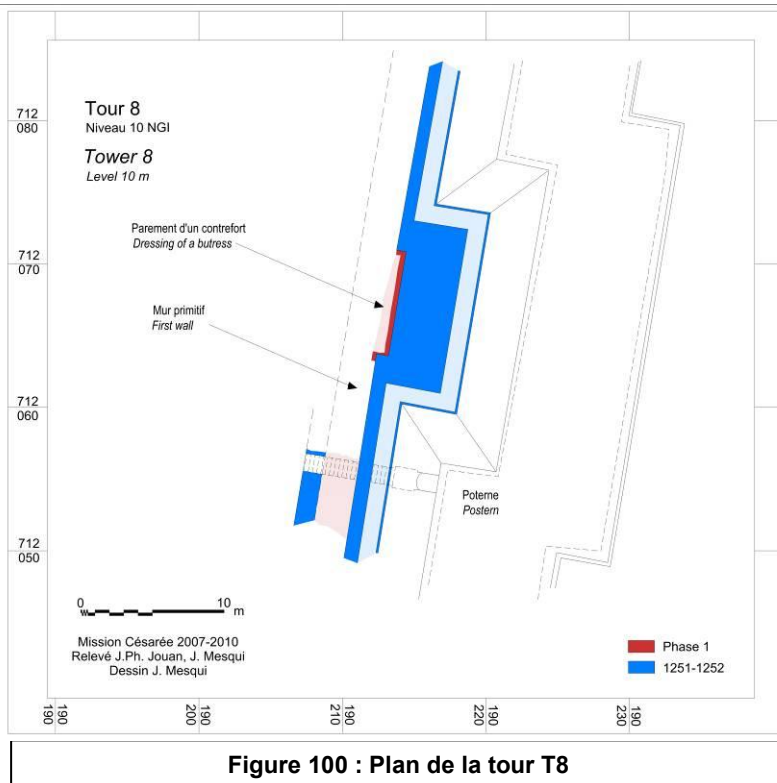 Tour 8
Niveau 10 NGI
Tower 8
Level 10 m
712
080
Parement d'un contrefort
Dressing of a butress
712
070
Mur primitif
First wall
712
060
Poterne
Postern
712
050
0 10 m
Mission Césarée 2007-2010
Relevé J.Ph. Jouan, J. Mesqui
Dessin J. Mesqui
Phase 1
1251-1252
190
190
190
200
190
210
190
220
190
230
Figure 100 : Plan de la tour T8